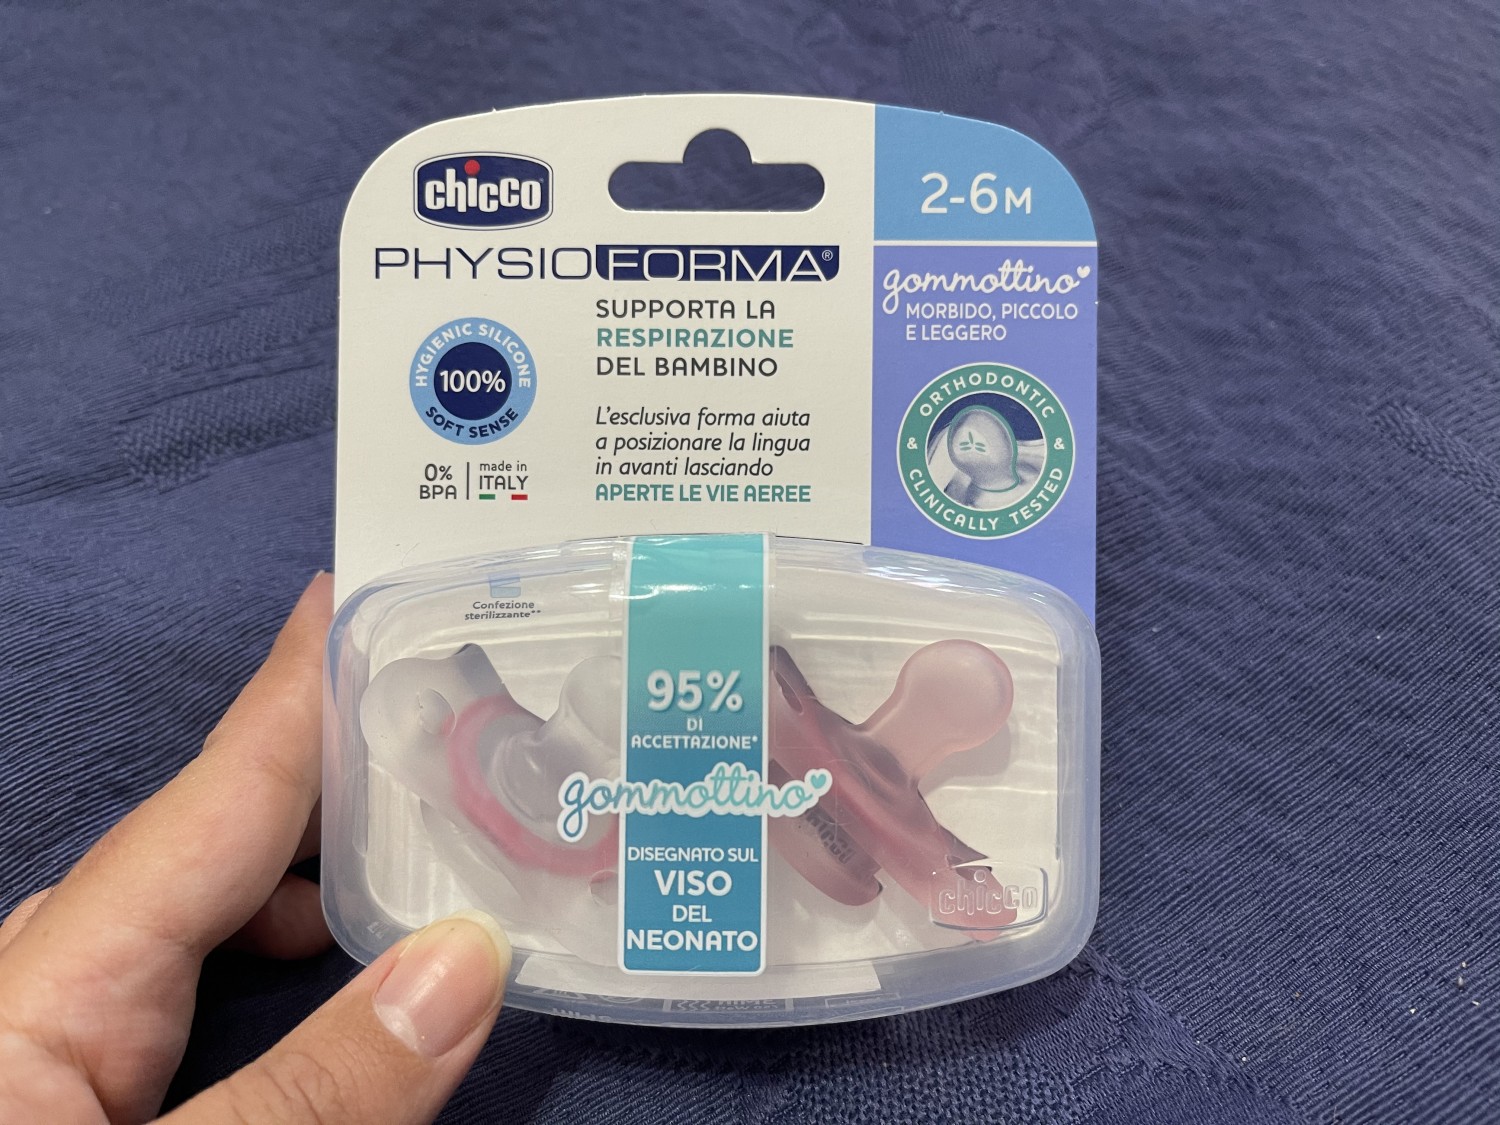 chicco
PHYSIOFORMA®
2-6M
gommottino
MORBIDO, PICCOLO
E LEGGERO
SUPPORTA LA
RESPIRAZIONE
DEL BAMBINO
HYGIENIC SILICONE
100%
SOFT SENSE
0%
BPA
made in
ITALY
L'esclusiva forma aiuta
a posizionare la lingua
in avanti lasciando
APERTE LE VIE AEREE
ORTHODONTIC
& CLINICALLY TESTED &
Confezione
sterilizzante**
95%
DI
ACCETTAZIONE*
gommottino
DISEGNATO SUL
VISO
DEL
NEONATO
chicco